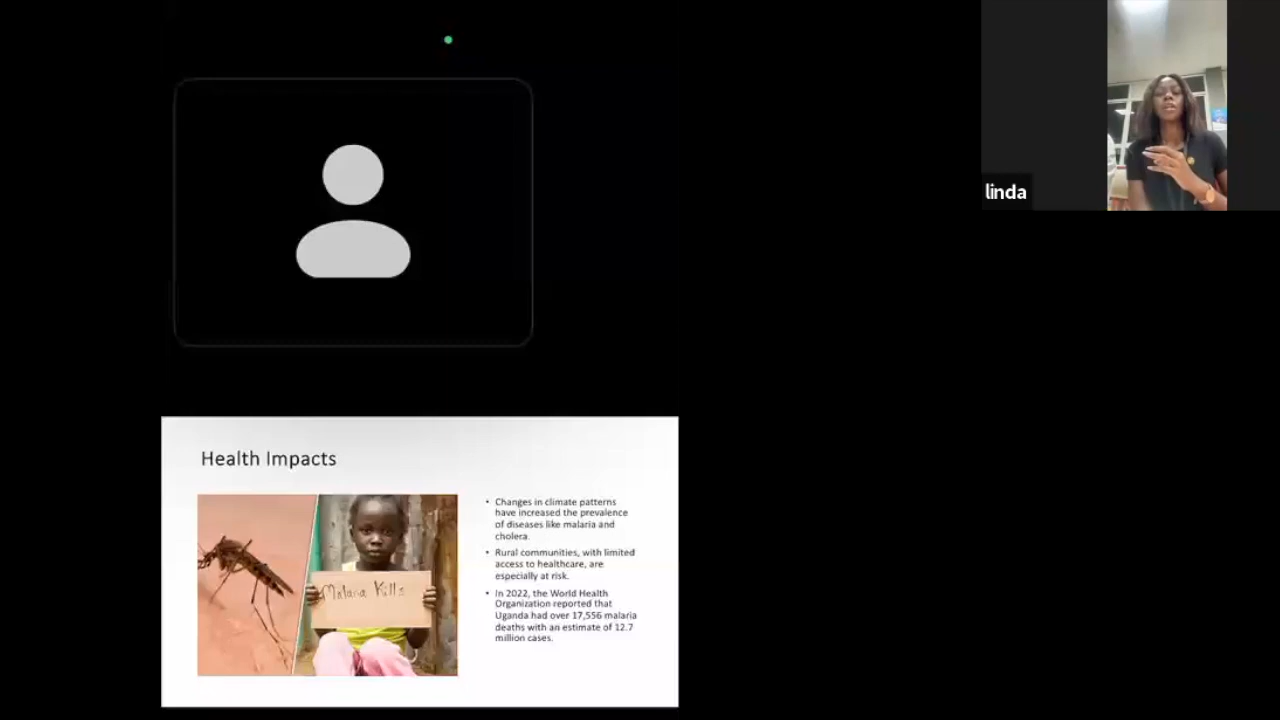 linda
Health Impacts
Malaria Kills
• Changes in climate patterns
have increased the prevalence
of diseases like malaria and
cholera.
• Rural communities, with limited
access to healthcare, are
especially at risk.
• In 2022, the World Health
Organization reported that
Uganda had over 17,556 malaria
deaths with an estimate of 12.7
million cases.